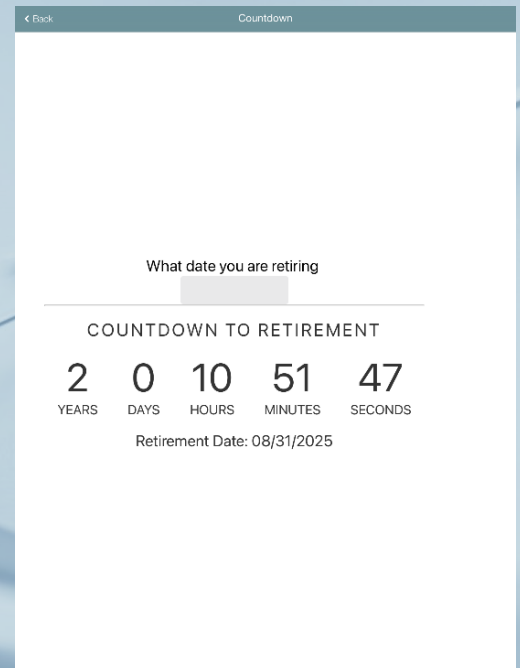 Back
Countdown
What date you are retiring
COUNTDOWN TO RETIREMENT
2 0 10 51 47
YEARS DAYS HOURS MINUTES SECONDS
Retirement Date: 08/31/2025